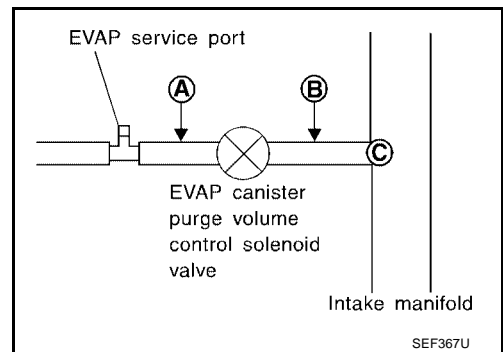 EVAP service port
A
B
C
EVAP canister
purge volume
control solenoid
valve
Intake manifold
SEF367U